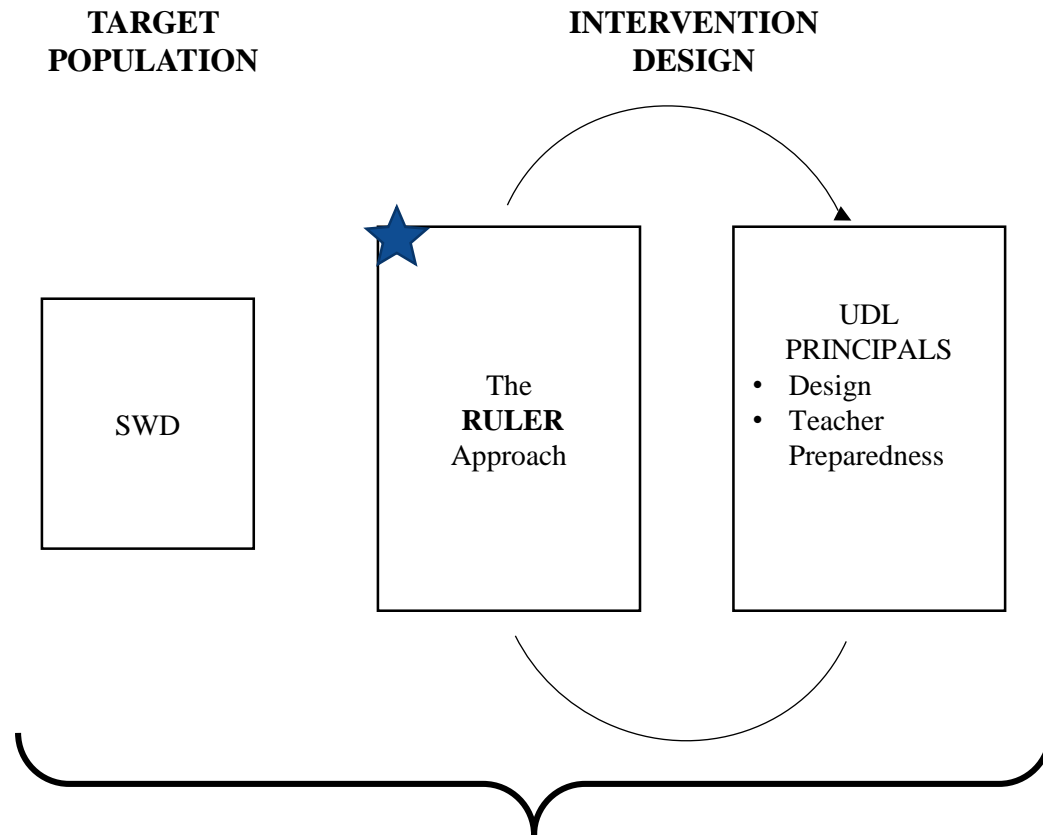 TARGET
POPULATION
INTERVENTION
DESIGN
SWD
The
RULER
Approach
UDL
PRINCIPALS
• Design
• Teacher
Preparedness